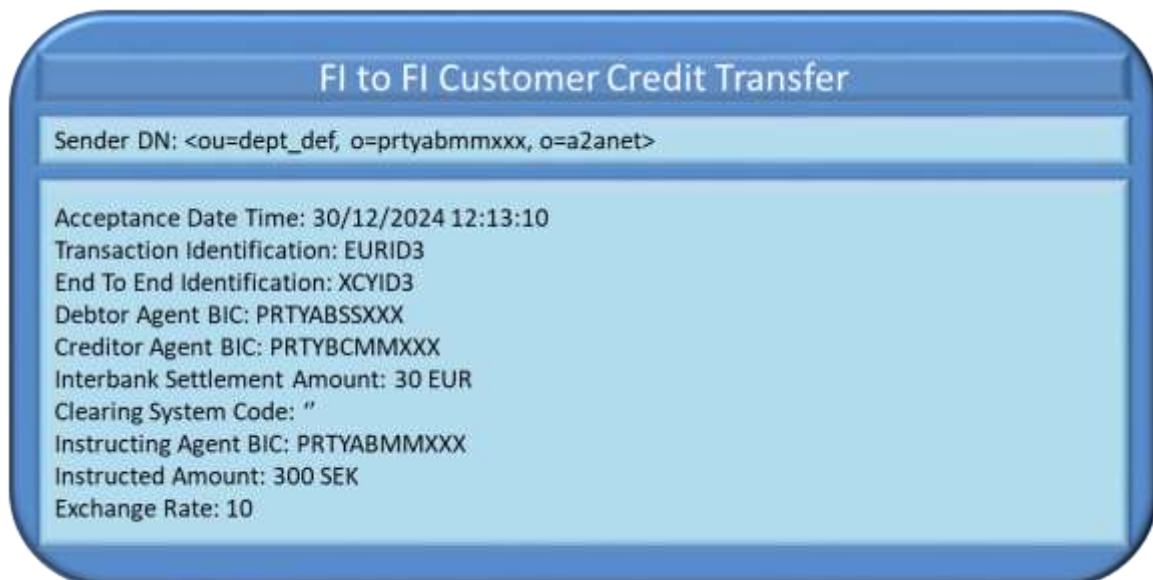 FI to FI Customer Credit Transfer
Sender DN: <ou=dept_def, o=prtyabmmxxx, o=a2anet>
Acceptance Date Time: 30/12/2024 12:13:10
Transaction Identification: EURID3
End To End Identification: XCYID3
Debtor Agent BIC: PRTYABSSXXX
Creditor Agent BIC: PRTYBCMMXXX
Interbank Settlement Amount: 30 EUR
Clearing System Code: ‘’
Instructing Agent BIC: PRTYABMMXXX
Instructed Amount: 300 SEK
Exchange Rate: 10